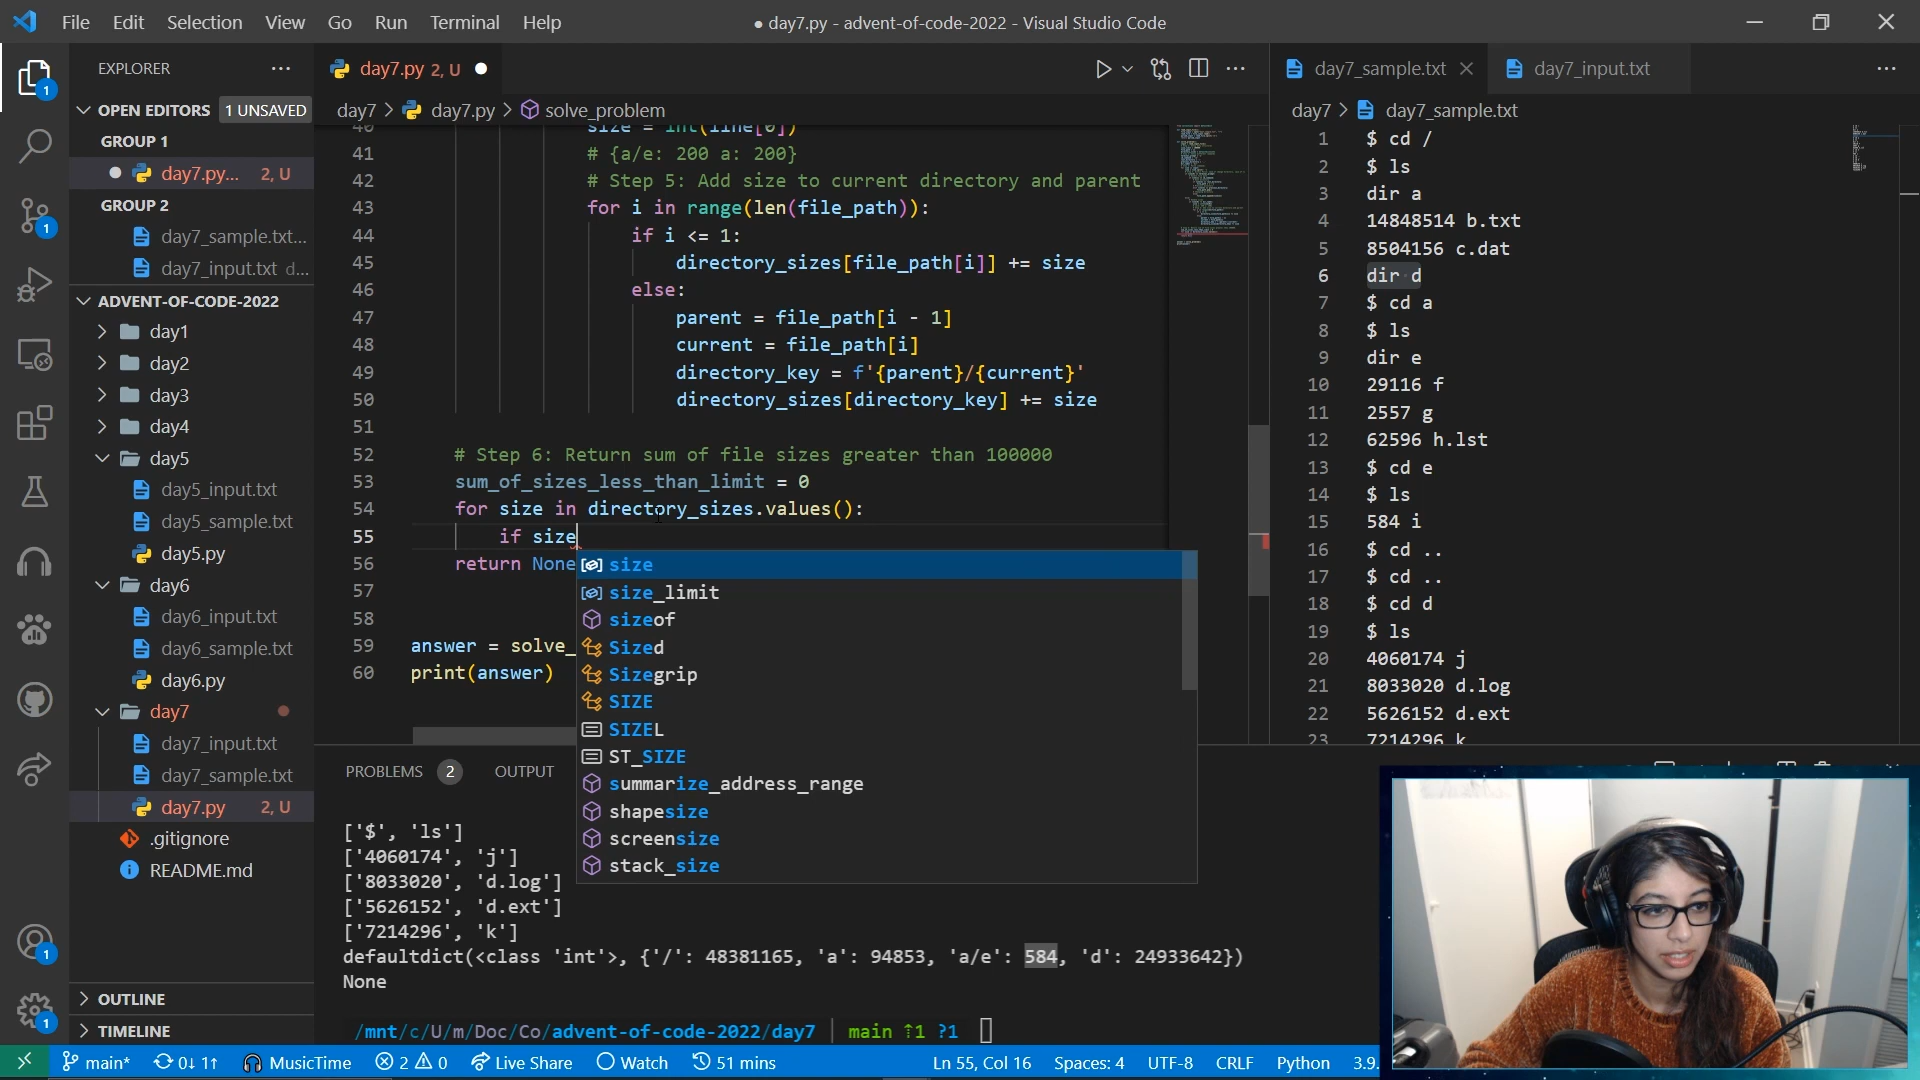 File Edit Selection View Go Run Terminal Help
● day7.py - advent-of-code-2022 - Visual Studio Code
EXPLORER
OPEN EDITORS 1 UNSAVED
GROUP 1
day7.py... 2, U
GROUP 2
day7_sample.txt...
day7_input.txt d...
ADVENT-OF-CODE-2022
day1
day2
day3
day4
day5
day5_input.txt
day5_sample.txt
day5.py
day6
day6_input.txt
day6_sample.txt
day6.py
day7
day7_input.txt
day7_sample.txt
day7.py 2, U
.gitignore
README.md
OUTLINE
TIMELINE
day7.py 2, U
day7 > day7.py > solve_problem
40 size = int(line[0])
41 # {a/e: 200 a: 200}
42 # Step 5: Add size to current directory and parent
43 for i in range(len(file_path)):
44 if i <= 1:
45 directory_sizes[file_path[i]] += size
46 else:
47 parent = file_path[i - 1]
48 current = file_path[i]
49 directory_key = f'{parent}/{current}'
50 directory_sizes[directory_key] += size
51
52 # Step 6: Return sum of file sizes greater than 100000
53 sum_of_sizes_less_than_limit = 0
54 for size in directory_sizes.values():
55 if size
56 return None
57
58
59 answer = solve_
60 print(answer)
size
size_limit
sizeof
Sized
Sizegrip
SIZE
SIZEL
ST_SIZE
summarize_address_range
shapesize
screensize
stack_size
day7_sample.txt day7_input.txt
day7 > day7_sample.txt
1 $ cd /
2 $ ls
3 dir a
4 14848514 b.txt
5 8504156 c.dat
6 dir d
7 $ cd a
8 $ ls
9 dir e
10 29116 f
11 2557 g
12 62596 h.lst
13 $ cd e
14 $ ls
15 584 i
16 $ cd ..
17 $ cd ..
18 $ cd d
19 $ ls
20 4060174 j
21 8033020 d.log
22 5626152 d.ext
23 7214296 k
PROBLEMS 2 OUTPUT
['$', 'ls']
['4060174', 'j']
['8033020', 'd.log']
['5626152', 'd.ext']
['7214296', 'k']
defaultdict(<class 'int'>, {'/': 48381165, 'a': 94853, 'a/e': 584, 'd': 24933642})
None
/mnt/c/U/m/Doc/Co/advent-of-code-2022/day7 main ⇡1 ?1
1
1
1
1
main* 0↓ 1↑ MusicTime 2 0 Live Share Watch 51 mins Ln 55, Col 16 Spaces: 4 UTF-8 CRLF Python 3.9.